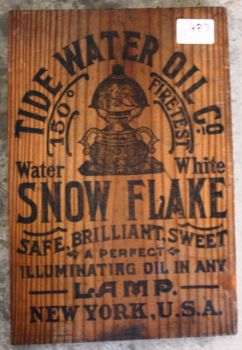 TIDE WATER OIL Co
150° FIRE TEST
Water White
SNOW FLAKE
SAFE, BRILLIANT, SWEET
A PERFECT
ILLUMINATING OIL IN ANY
LAMP.
NEW YORK, U.S.A.